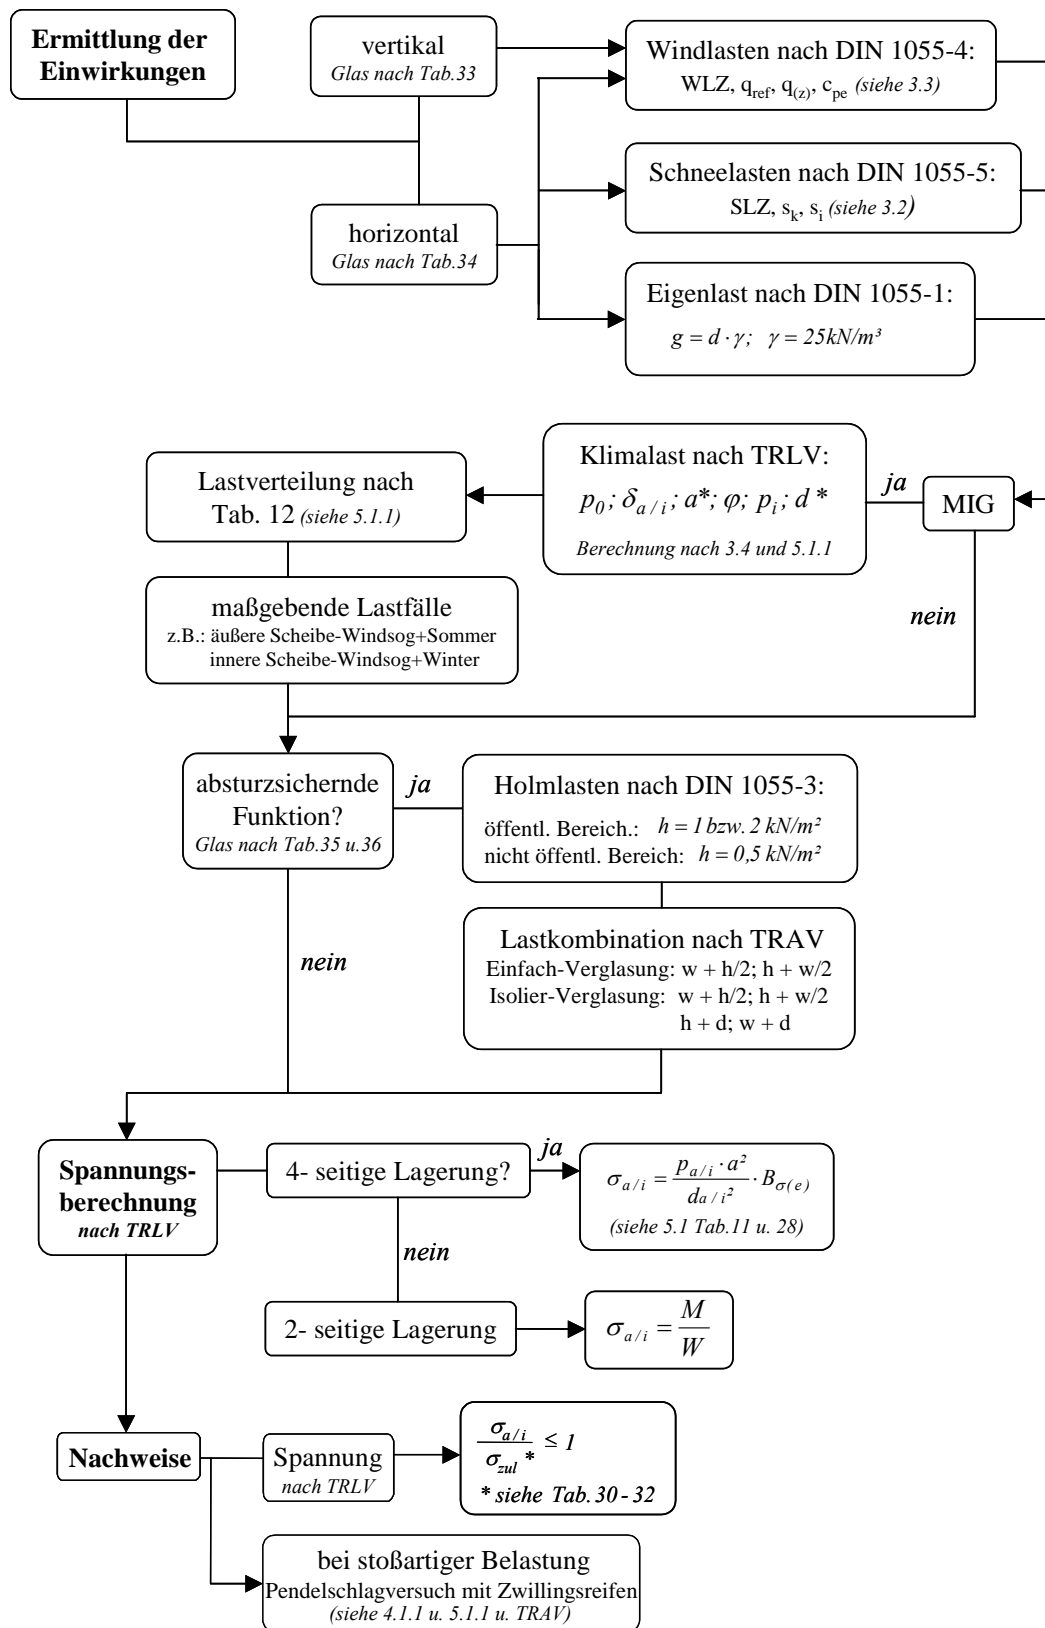 Ermittlung der
Einwirkungen
vertikal
Glas nach Tab.33
Windlasten nach DIN 1055-4:
WLZ, q_ref, q_(z), c_pe (siehe 3.3)
Schneelasten nach DIN 1055-5:
SLZ, s_k, s_i (siehe 3.2)
horizontal
Glas nach Tab.34
Eigenlast nach DIN 1055-1:
g = d · γ; γ = 25kN/m³
Klimalast nach TRLV:
p_0; δ_a/i; a*; φ; p_i; d*
Berechnung nach 3.4 und 5.1.1
ja
MIG
Lastverteilung nach
Tab. 12 (siehe 5.1.1)
maßgebende Lastfälle
z.B.: äußere Scheibe-Windsog+Sommer
innere Scheibe-Windsog+Winter
nein
absturzsichernde
Funktion?
Glas nach Tab.35 u.36
ja
Holmlasten nach DIN 1055-3:
öffentl. Bereich.: h = 1 bzw. 2 kN/m²
nicht öffentl. Bereich: h = 0,5 kN/m²
nein
Lastkombination nach TRAV
Einfach-Verglasung: w + h/2; h + w/2
Isolier-Verglasung: w + h/2; h + w/2
h + d; w + d
Spannungs-
berechnung
nach TRLV
4- seitige Lagerung?
ja
σ_a/i = p_a/i · a² / d_a/i² · B_σ(e)
(siehe 5.1 Tab.11 u. 28)
nein
2- seitige Lagerung
σ_a/i = M / W
Nachweise
Spannung
nach TRLV
σ_a/i / σ_zul * ≤ 1
* siehe Tab. 30 - 32
bei stoßartiger Belastung
Pendelschlagversuch mit Zwillingsreifen
(siehe 4.1.1 u. 5.1.1 u. TRAV)